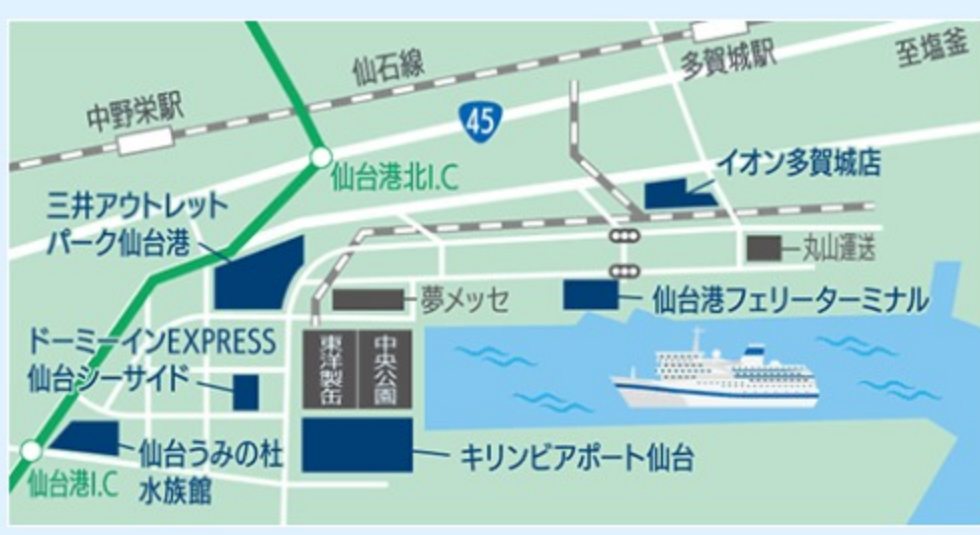 至塩釜
仙石線
多賀城駅
中野栄駅
45
仙台港北I.C
イオン多賀城店
三井アウトレット
パーク仙台港
丸山運送
夢メッセ
仙台港フェリーターミナル
ドーミーインEXPRESS
仙台シーサイド
東洋製缶
中央公園
仙台うみの杜
水族館
キリンビアポート仙台
仙台港I.C